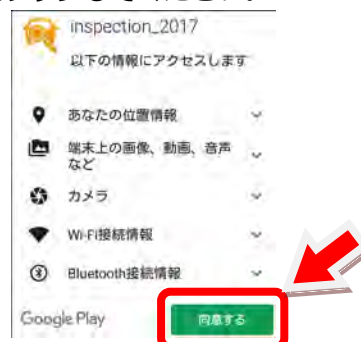 inspection_2017
以下の情報にアクセスします
あなたの位置情報
端末上の画像、動画、音声
など
カメラ
Wi-Fi接続情報
Bluetooth接続情報
Google Play
同意する